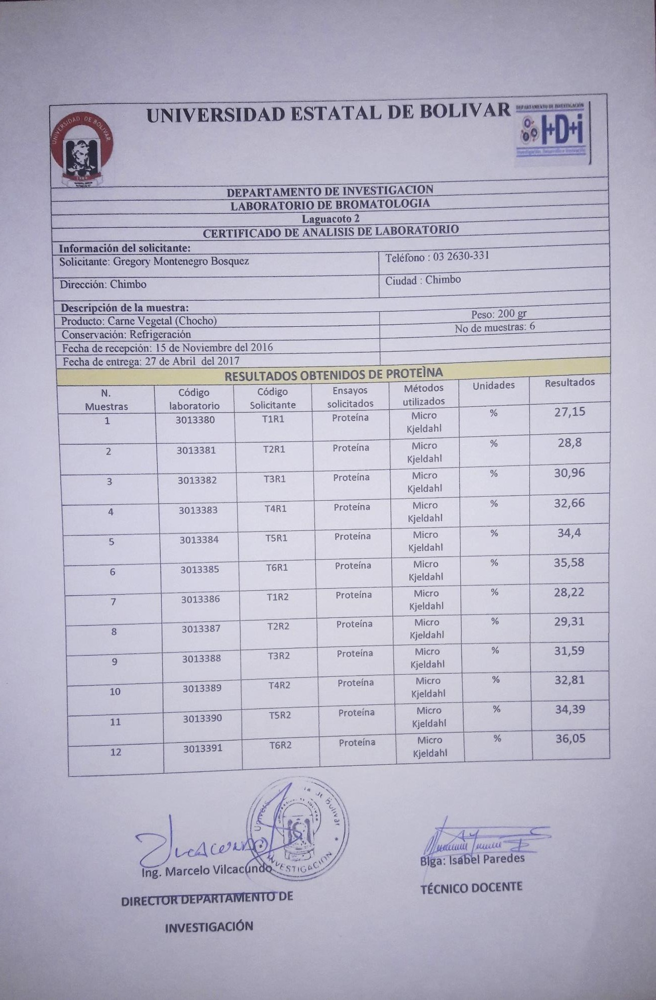 UNIVERSIDAD ESTATAL DE BOLIVAR
UNIVERSIDAD DE BOLIVAR
DEPARTAMENTO DE INVESTIGACIÓN
I+D+i
Investigación, Desarrollo e Innovación
DEPARTAMENTO DE INVESTIGACION
LABORATORIO DE BROMATOLOGIA
Laguacoto 2
CERTIFICADO DE ANALISIS DE LABORATORIO
Información del solicitante:
Solicitante: Gregory Montenegro Bosquez Teléfono : 03 2630-331
Dirección: Chimbo Ciudad : Chimbo
Descripción de la muestra:
Producto: Carne Vegetal (Chocho) Peso: 200 gr
Conservación: Refrigeración No de muestras: 6
Fecha de recepción: 15 de Noviembre del 2016
Fecha de entrega: 27 de Abril del 2017
RESULTADOS OBTENIDOS DE PROTEÌNA
N. Código Código Ensayos Métodos Unidades Resultados
Muestras laboratorio Solicitante solicitados utilizados
1 3013380 T1R1 Proteína Micro % 27,15
Kjeldahl
2 3013381 T2R1 Proteína Micro % 28,8
Kjeldahl
3 3013382 T3R1 Proteína Micro % 30,96
Kjeldahl
4 3013383 T4R1 Proteína Micro % 32,66
Kjeldahl
5 3013384 T5R1 Proteína Micro % 34,4
Kjeldahl
6 3013385 T6R1 Proteína Micro % 35,58
Kjeldahl
7 3013386 T1R2 Proteína Micro % 28,22
Kjeldahl
8 3013387 T2R2 Proteína Micro % 29,31
Kjeldahl
9 3013388 T3R2 Proteína Micro % 31,59
Kjeldahl
10 3013389 T4R2 Proteína Micro % 32,81
Kjeldahl
11 3013390 T5R2 Proteína Micro % 34,39
Kjeldahl
12 3013391 T6R2 Proteína Micro % 36,05
Kjeldahl
de Bolivar
INVESTIGACION
Ing. Marcelo Vilcacundo Blga: Isabel Paredes
DIRECTOR DEPARTAMENTO DE TÉCNICO DOCENTE
INVESTIGACIÓN